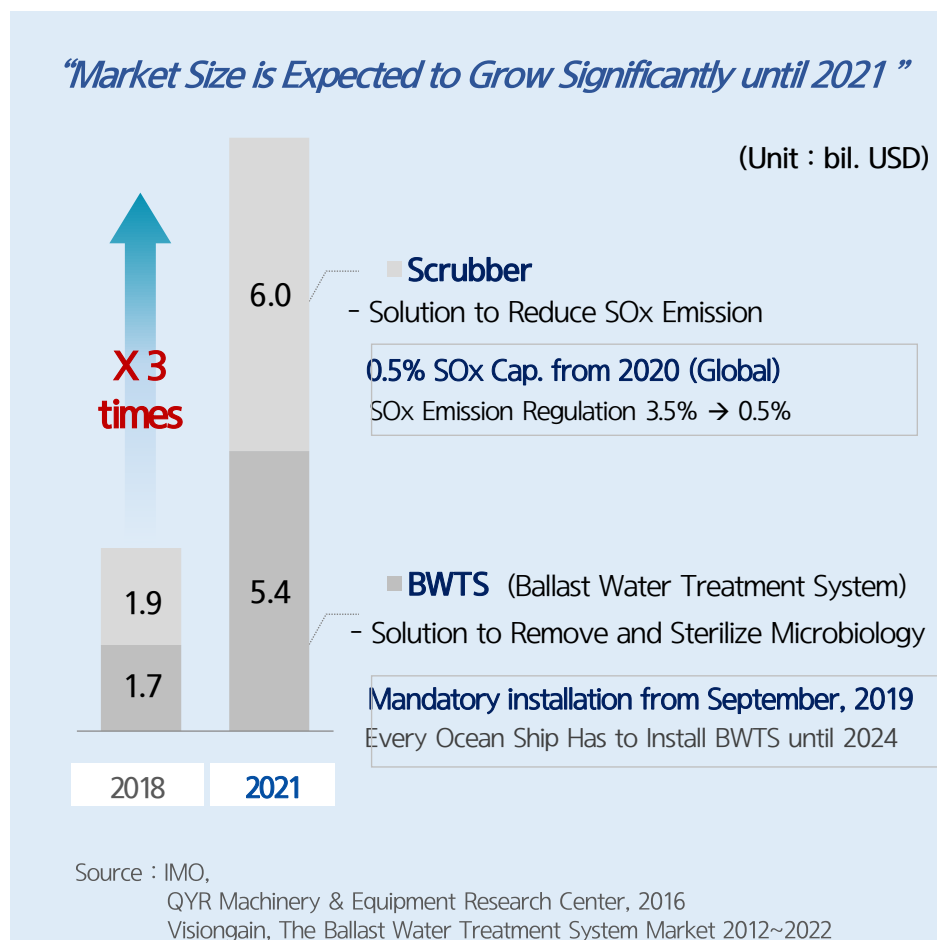 “Market Size is Expected to Grow Significantly until 2021 ”
(Unit : bil. USD)
X 3
times
6.0
5.4
1.9
1.7
2018
2021
Scrubber
- Solution to Reduce SOx Emission
0.5% SOx Cap. from 2020 (Global)
SOx Emission Regulation 3.5% → 0.5%
BWTS (Ballast Water Treatment System)
- Solution to Remove and Sterilize Microbiology
Mandatory installation from September, 2019
Every Ocean Ship Has to Install BWTS until 2024
Source : IMO,
QYR Machinery & Equipment Research Center, 2016
Visiongain, The Ballast Water Treatment System Market 2012~2022